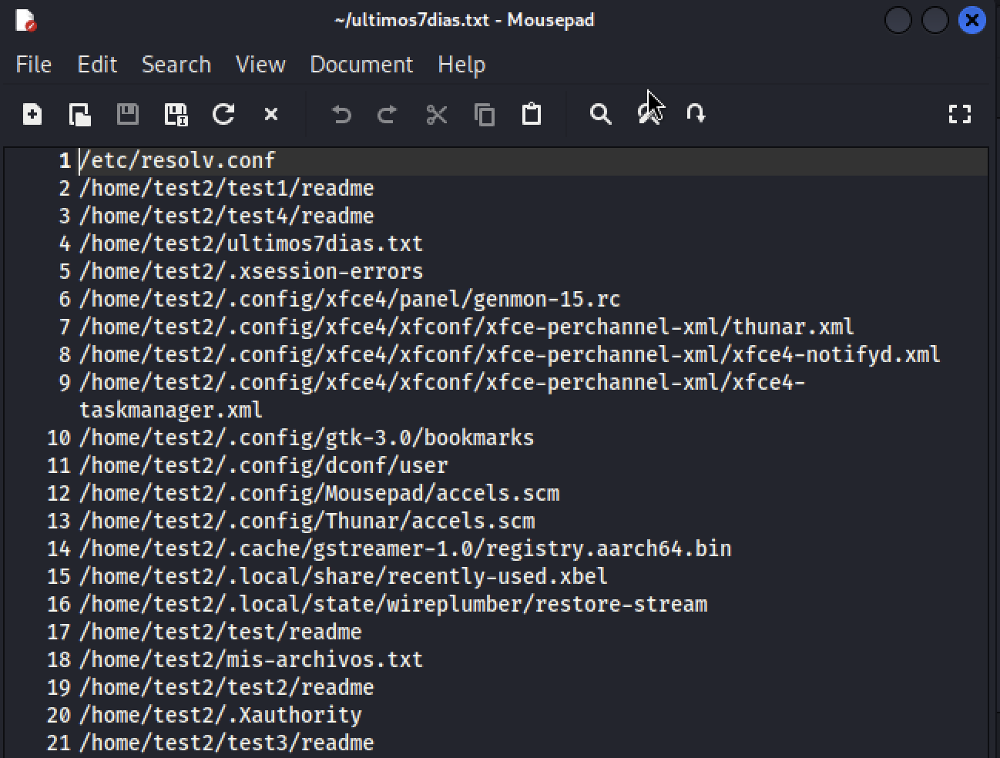 ~/ultimos7dias.txt - Mousepad
File Edit Search View Document Help
1 /etc/resolv.conf
2 /home/test2/test1/readme
3 /home/test2/test4/readme
4 /home/test2/ultimos7dias.txt
5 /home/test2/.xsession-errors
6 /home/test2/.config/xfce4/panel/genmon-15.rc
7 /home/test2/.config/xfce4/xfconf/xfce-perchannel-xml/thunar.xml
8 /home/test2/.config/xfce4/xfconf/xfce-perchannel-xml/xfce4-notifyd.xml
9 /home/test2/.config/xfce4/xfconf/xfce-perchannel-xml/xfce4-
taskmanager.xml
10 /home/test2/.config/gtk-3.0/bookmarks
11 /home/test2/.config/dconf/user
12 /home/test2/.config/Mousepad/accels.scm
13 /home/test2/.config/Thunar/accels.scm
14 /home/test2/.cache/gstreamer-1.0/registry.aarch64.bin
15 /home/test2/.local/share/recently-used.xbel
16 /home/test2/.local/state/wireplumber/restore-stream
17 /home/test2/test/readme
18 /home/test2/mis-archivos.txt
19 /home/test2/test2/readme
20 /home/test2/.Xauthority
21 /home/test2/test3/readme